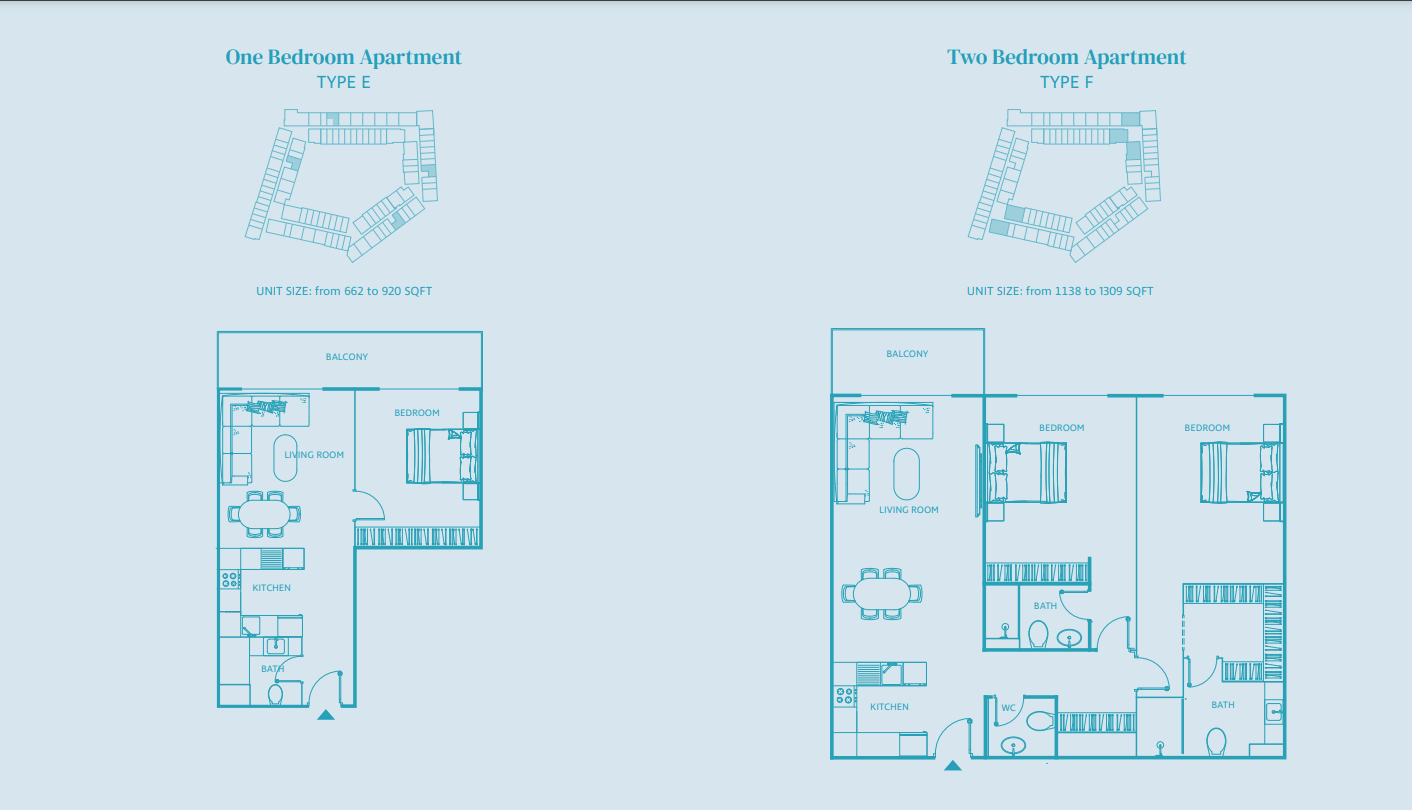 One Bedroom Apartment
TYPE E
UNIT SIZE: from 662 to 920 SQFT
BALCONY
BEDROOM
LIVING ROOM
KITCHEN
BATH
Two Bedroom Apartment
TYPE F
UNIT SIZE: from 1138 to 1309 SQFT
BALCONY
BEDROOM
BEDROOM
LIVING ROOM
BATH
KITCHEN
WC
BATH